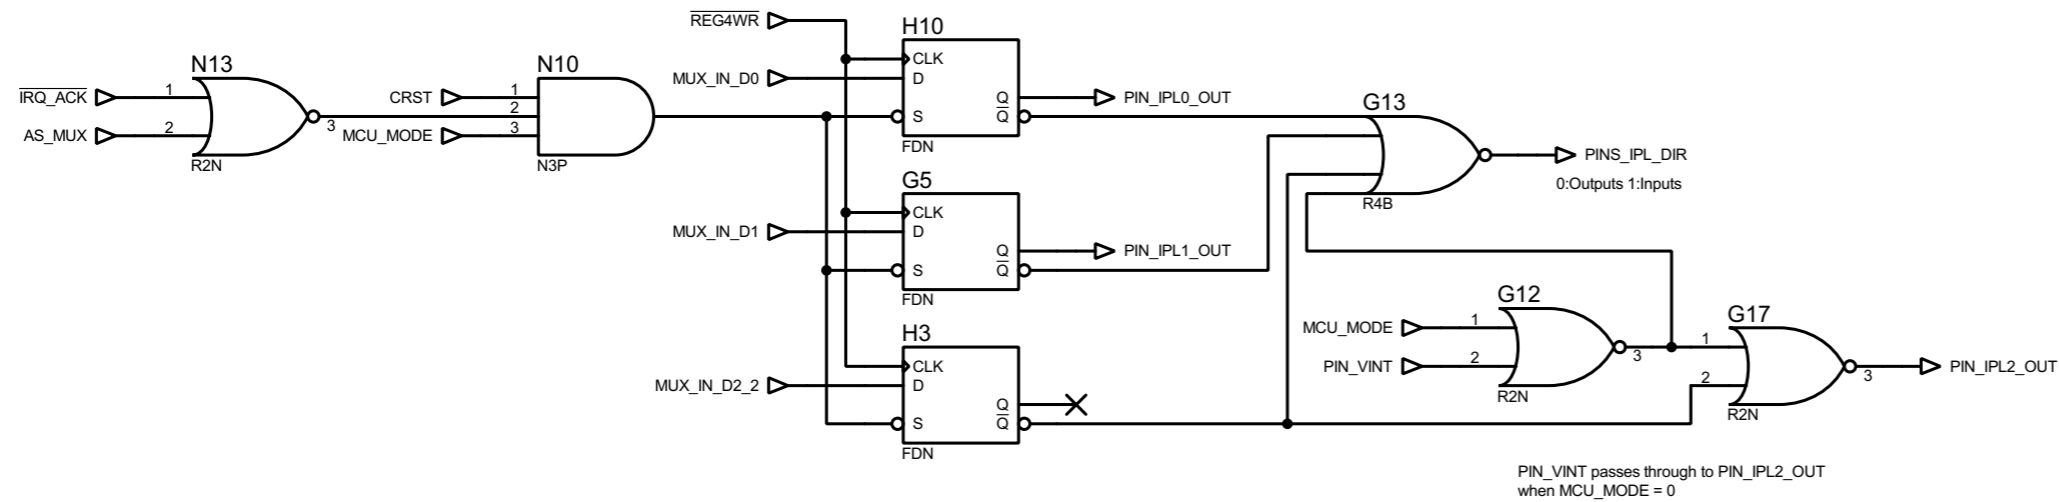 N13
IRQ_ACK
1
AS_MUX
2
3
R2N
N10
CRST
1
2
MCU_MODE
3
N3P
REG4WR
H10
CLK
MUX_IN_D0
D
Q
PIN_IPL0_OUT
Q
S
FDN
G5
CLK
MUX_IN_D1
D
Q
PIN_IPL1_OUT
Q
S
FDN
H3
CLK
MUX_IN_D2_2
D
Q
Q
S
FDN
G13
PINS_IPL_DIR
0:Outputs 1:Inputs
R4B
G12
MCU_MODE
1
PIN_VINT
2
3
R2N
G17
1
2
3
PIN_IPL2_OUT
R2N
PIN_VINT passes through to PIN_IPL2_OUT
when MCU_MODE = 0